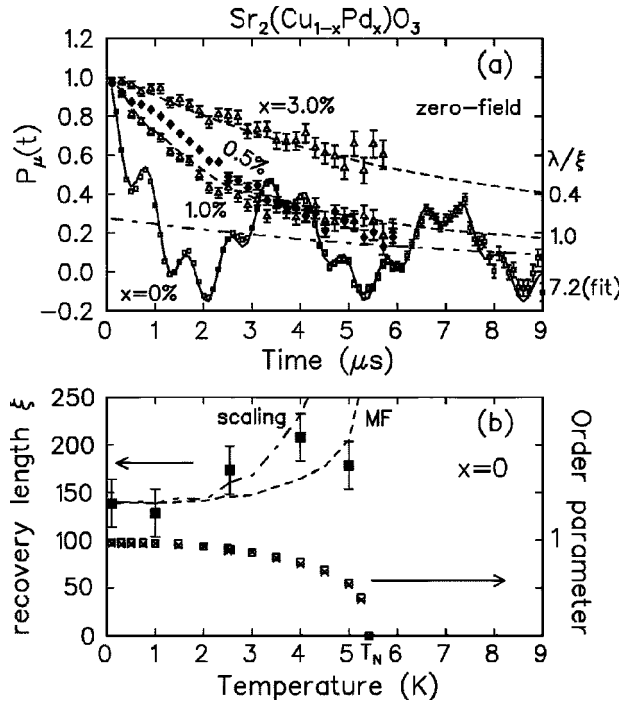 Sr₂(Cu₁₋ₓPdₓ)O₃
(a)
zero-field
x=3.0%
0.5%
1.0%
x=0%
λ/ξ
0.4
1.0
7.2(fit)
Pμ(t)
1.2
1.0
0.8
0.6
0.4
0.2
0.0
−0.2
0 1 2 3 4 5 6 7 8 9
Time (μs)
(b)
scaling
MF
x=0
recovery length ξ
250
200
150
100
50
0
Order parameter
1
0 1 2 3 4 5 T_N 6 7 8 9
Temperature (K)